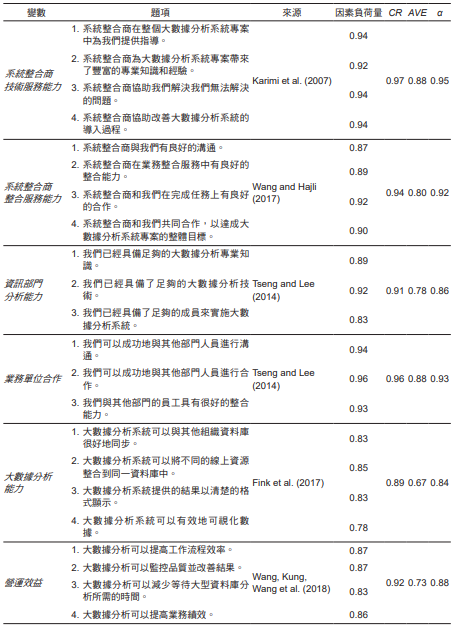 變數 題項 來源 因素負荷量 CR AVE α
系統整合商
技術服務能力
1. 系統整合商在整個大數據分析系統專案
中為我們提供指導。
0.94
2. 系統整合商為大數據分析系統專案帶來
了豐富的專業知識和經驗。
0.92
3. 系統整合商協助我們解決我們無法解決
的問題。
0.94
4. 系統整合商協助改善大數據分析系統的
導入過程。
0.94
Karimi et al. (2007)
0.97 0.88 0.95
系統整合商
整合服務能力
1. 系統整合商與我們有良好的溝通。
0.87
2. 系統整合商在業務整合服務中有良好的
整合能力。
0.89
3. 系統整合商和我們在完成任務上有良好
的合作。
0.92
4. 系統整合商和我們共同合作，以達成大
數據分析系統專案的整體目標。
0.90
Wang and Hajli
(2017)
0.94 0.80 0.92
資訊部門
分析能力
1. 我們已經具備足夠的大數據分析專業知
識。
0.89
2. 我們已經具備了足夠的大數據分析技
術。
0.92
3. 我們已經具備了足夠的成員來實施大數
據分析系統。
0.83
Tseng and Lee
(2014)
0.91 0.78 0.86
業務單位合作
1. 我們可以成功地與其他部門人員進行溝
通。
0.94
2. 我們可以成功地與其他部門人員進行合
作。
0.96
3. 我們與其他部門的員工具有很好的整合
能力。
0.93
Tseng and Lee
(2014)
0.96 0.88 0.93
大數據分析
能力
1. 大數據分析系統可以與其他組織資料庫
很好地同步。
0.83
2. 大數據分析系統可以將不同的線上資源
整合到同一資料庫中。
0.85
3. 大數據分析系統提供的結果以清楚的格
式顯示。
0.83
4. 大數據分析系統可以有效地可視化數
據。
0.78
Fink et al. (2017)
0.89 0.67 0.84
營運效益
1. 大數據分析可以提高工作流程效率。
0.87
2. 大數據分析可以監控品質並改善結果。
0.87
3. 大數據分析可以減少等待大型資料庫分
析所需的時間。
0.83
4. 大數據分析可以提高業務績效。
0.86
Wang, Kung,
Wang et al. (2018)
0.92 0.73 0.88